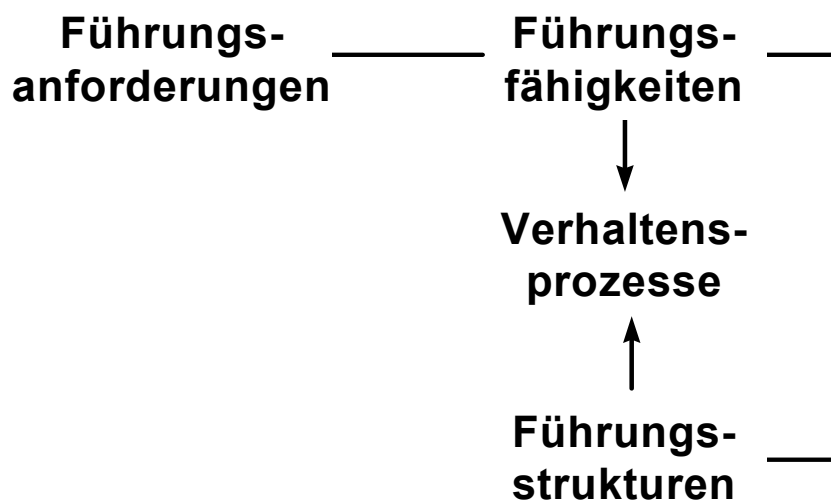 Führungs-
anforderungen
Führungs-
fähigkeiten
Verhaltens-
prozesse
Führungs-
strukturen